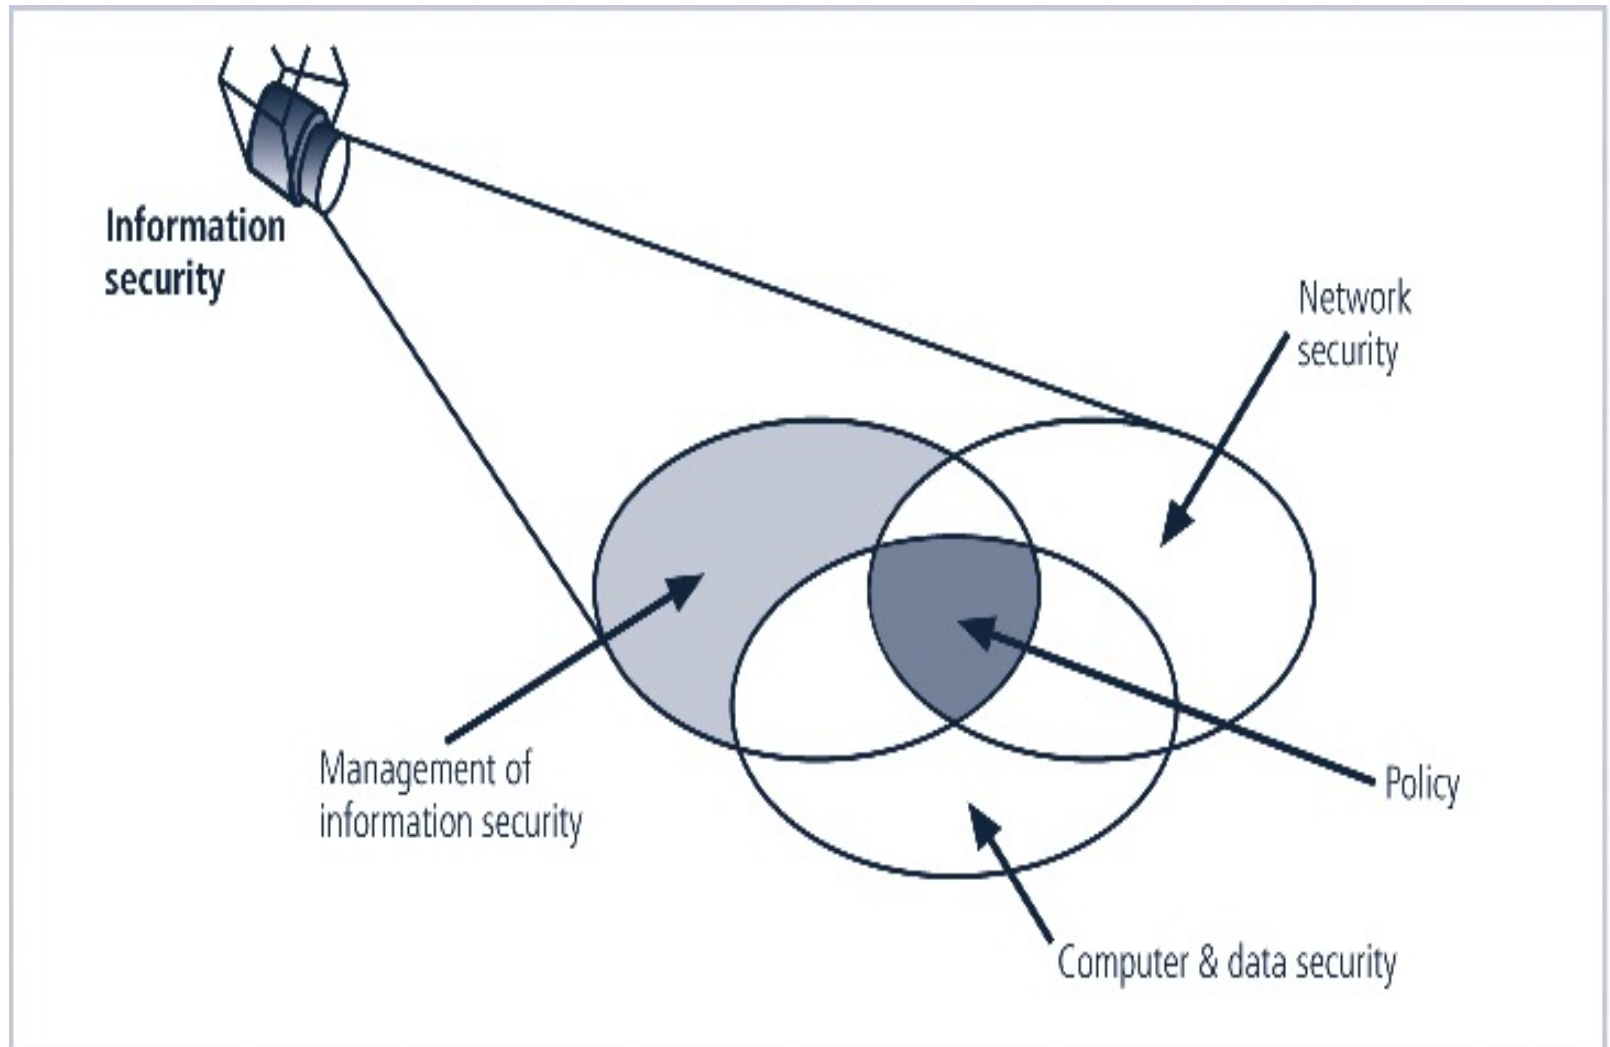 Information
security
Network
security
Management of
information security
Policy
Computer & data security